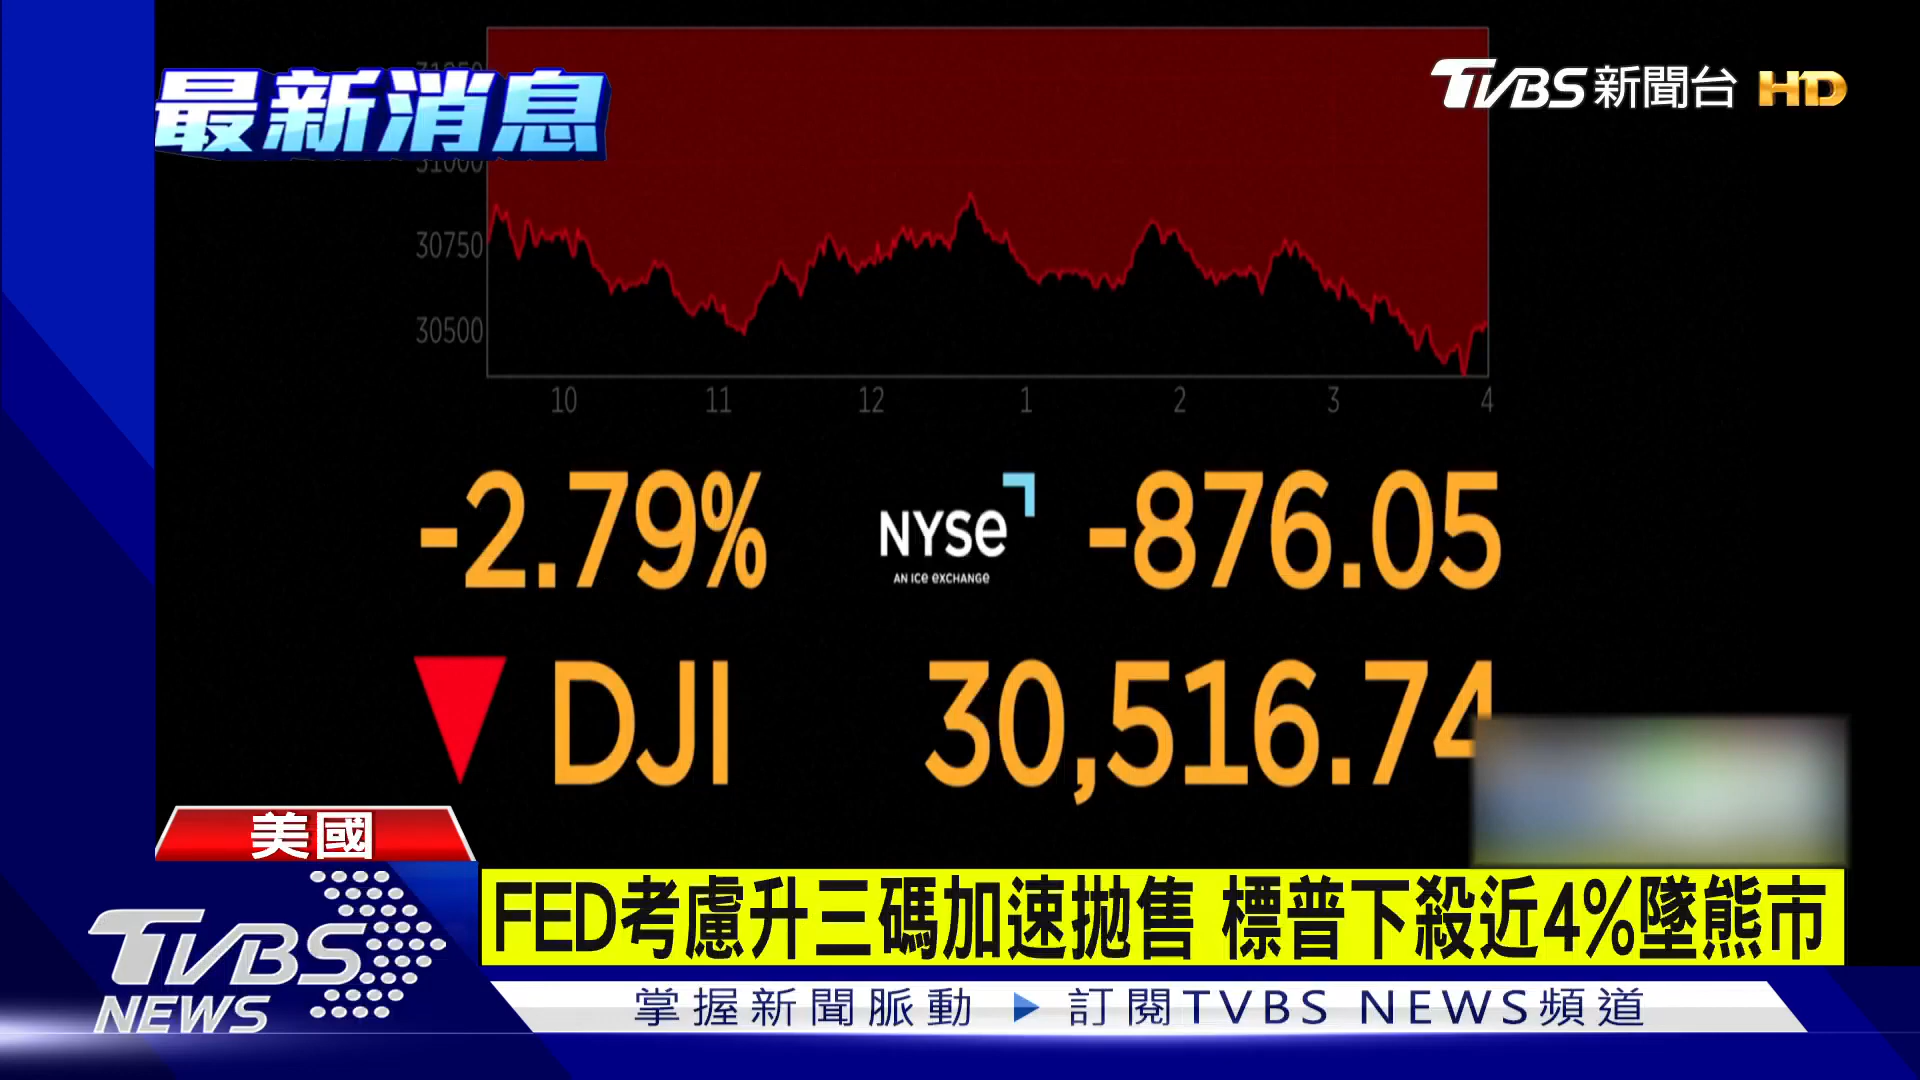 最新消息
TVBS新聞台 HD
31000
30750
30500
10 11 12 1 2 3 4
-2.79% NYSE -876.05
AN ICE EXCHANGE
DJI 30,516.74
美國
FED考慮升三碼加速拋售 標普下殺近4%墜熊市
TVBS
NEWS
掌握新聞脈動 訂閱TVBS NEWS頻道